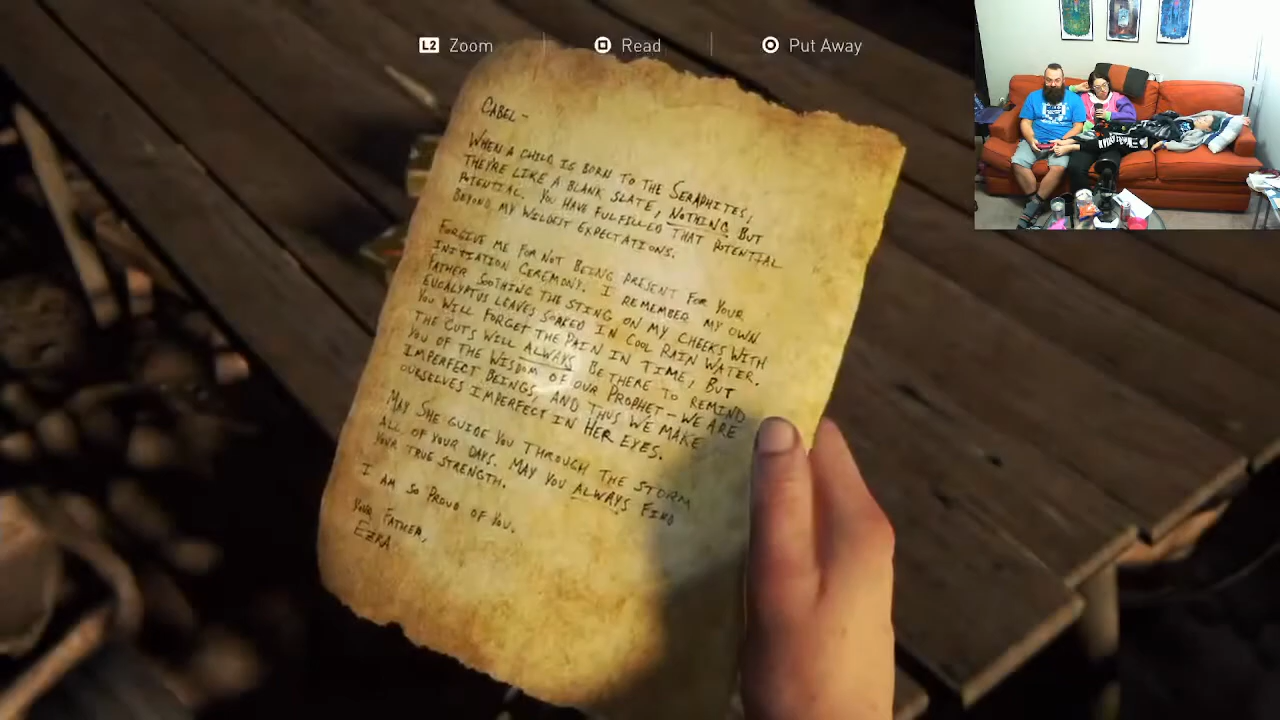 L2 Zoom
Read
Put Away
CABEL -
WHEN A CHILD IS BORN TO THE SERAPHITES,
THEY'RE LIKE A BLANK SLATE, NOTHING BUT
POTENTIAL. YOU HAVE FULFILLED THAT POTENTIAL
BEYOND MY WILDEST EXPECTATIONS.
FORGIVE ME FOR NOT BEING PRESENT FOR YOUR
INITIATION CEREMONY. I REMEMBER MY OWN
FATHER SOOTHING THE STING ON MY CHEEKS WITH
EUCALYPTUS LEAVES SOAKED IN COOL RAIN WATER.
YOU WILL FORGET THE PAIN IN TIME, BUT
THE CUTS WILL ALWAYS BE THERE TO REMIND
YOU OF THE WISDOM OF OUR PROPHET - WE ARE
IMPERFECT BEINGS, AND THUS WE MAKE
OURSELVES IMPERFECT IN HER EYES.
MAY SHE GUIDE YOU THROUGH THE STORM
ALL OF YOUR DAYS. MAY YOU ALWAYS FIND
YOUR TRUE STRENGTH.
I AM SO PROUD OF YOU.
YOUR FATHER,
EZRA